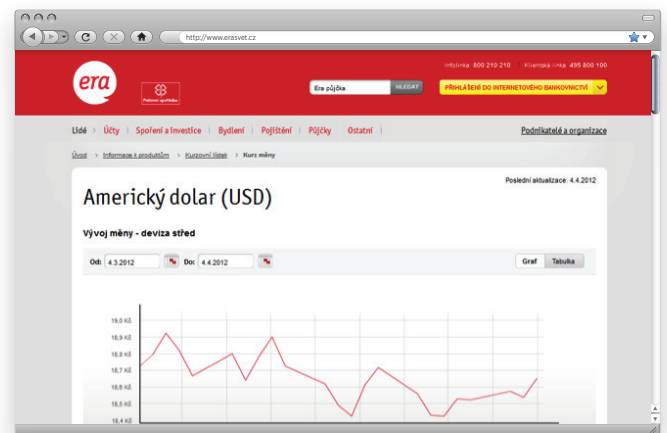 http://www.erasvet.cz
Infolinka: 800 210 210 Klientská linka 495 800 100
era
Poštovní spořitelna
Era půjčka
HLEDAT
PŘIHLÁŠENÍ DO INTERNETOVÉHO BANKOVNICTVÍ
Lidé > Účty Spoření a investice Bydlení Pojištění Půjčky Ostatní
Podnikatelé a organizace
Úvod > Informace k produktům > Kurzovní lístek > Kurz měny
Poslední aktualizace: 4.4.2012
Americký dolar (USD)
Vývoj měny - deviza střed
Od: 4.3.2012 Do: 4.4.2012
Graf Tabulka
19,0 Kč
18,9 Kč
18,8 Kč
18,7 Kč
18,6 Kč
18,5 Kč
18,4 Kč